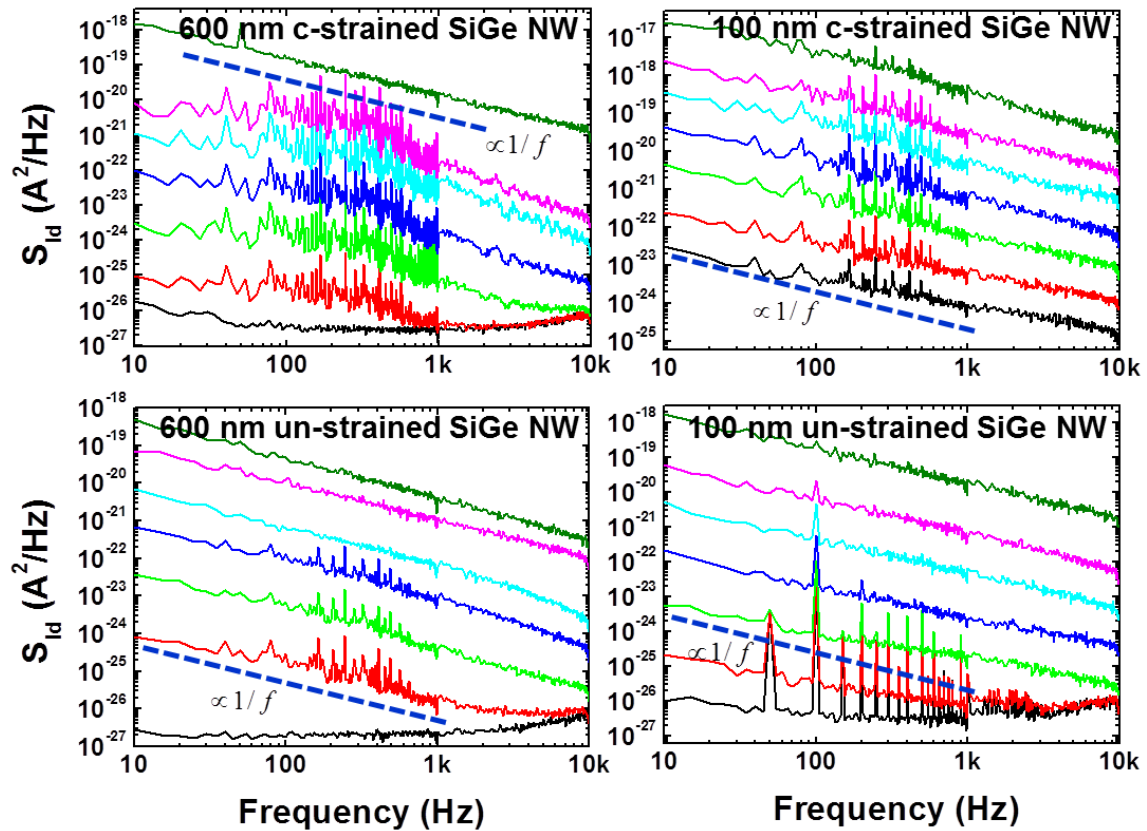 600 nm c-strained SiGe NW
10^-18
10^-19
10^-20
10^-21
10^-22
10^-23
10^-24
10^-25
10^-26
10^-27
∝1/f
10
100
1k
10k
S_Id (A^2/Hz)
100 nm c-strained SiGe NW
10^-17
10^-18
10^-19
10^-20
10^-21
10^-22
10^-23
10^-24
10^-25
∝1/f
10
100
1k
10k
600 nm un-strained SiGe NW
10^-18
10^-19
10^-20
10^-21
10^-22
10^-23
10^-24
10^-25
10^-26
10^-27
∝1/f
10
100
1k
10k
S_Id (A^2/Hz)
Frequency (Hz)
100 nm un-strained SiGe NW
10^-18
10^-19
10^-20
10^-21
10^-22
10^-23
10^-24
10^-25
10^-26
10^-27
∝1/f
10
100
1k
10k
Frequency (Hz)